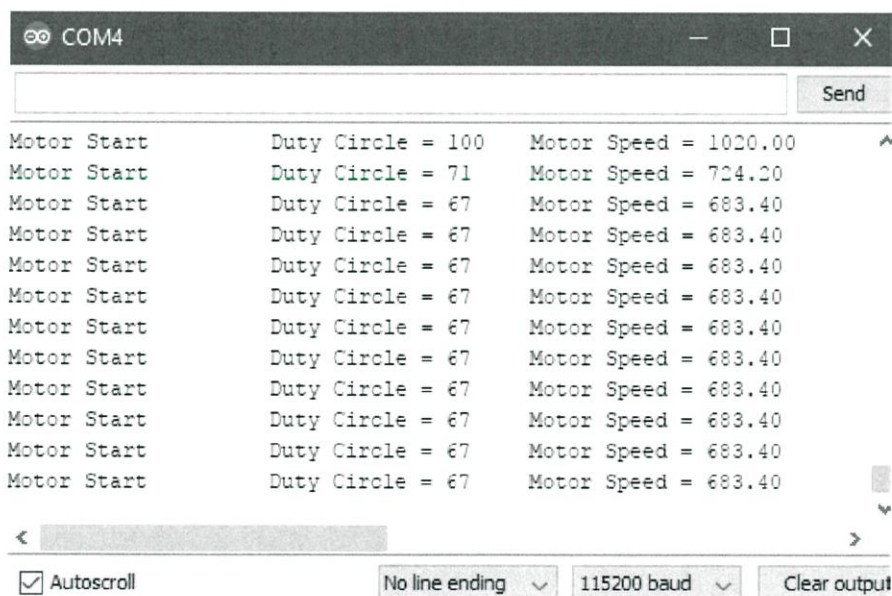 COM4
Send
Motor Start Duty Circle = 100 Motor Speed = 1020.00
Motor Start Duty Circle = 71 Motor Speed = 724.20
Motor Start Duty Circle = 67 Motor Speed = 683.40
Motor Start Duty Circle = 67 Motor Speed = 683.40
Motor Start Duty Circle = 67 Motor Speed = 683.40
Motor Start Duty Circle = 67 Motor Speed = 683.40
Motor Start Duty Circle = 67 Motor Speed = 683.40
Motor Start Duty Circle = 67 Motor Speed = 683.40
Motor Start Duty Circle = 67 Motor Speed = 683.40
Motor Start Duty Circle = 67 Motor Speed = 683.40
Motor Start Duty Circle = 67 Motor Speed = 683.40
Motor Start Duty Circle = 67 Motor Speed = 683.40
Autoscroll No line ending 115200 baud Clear output